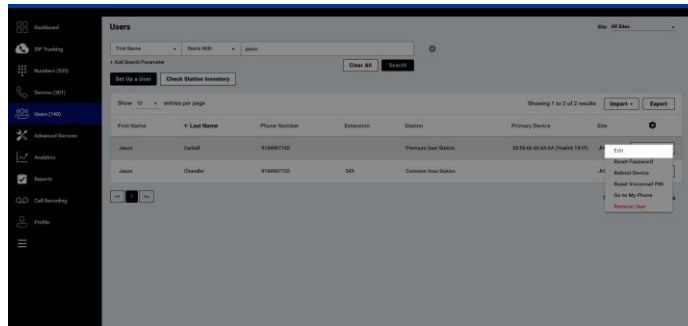 Dashboard
Users
Site: All Sites
SIP Trunking
First Name Starts With jason
Numbers (535)
+ Add Search Parameter
Clear All Search
Set Up a User Check Station Inventory
Devices (301)
Users (140)
Show 10 entries per page
Showing 1 to 2 of 2 results Import Export
First Name Last Name Phone Number Extension Station Primary Device Site
Advanced Services
Jason Castell Premium User Station
Edit
Analytics
Reset Password
Jason Chandler 345 Common Area Station
Reboot Device
Reports
Reset Voicemail PIN
<< 1 >>
Go to My Phone
Call Recording
Remove User
Profile